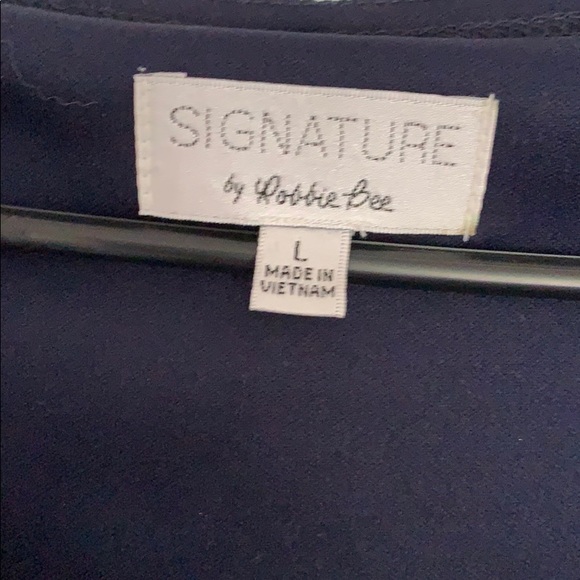 SIGNATURE
by Robbie Bee
L
MADE IN
VIETNAM